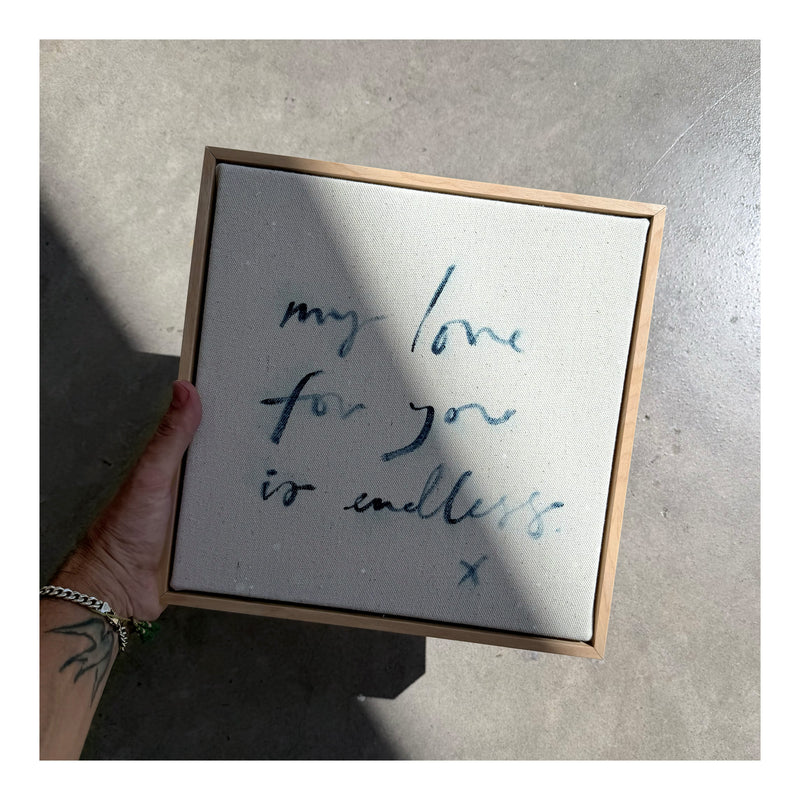 my love
for you
is endless.
x